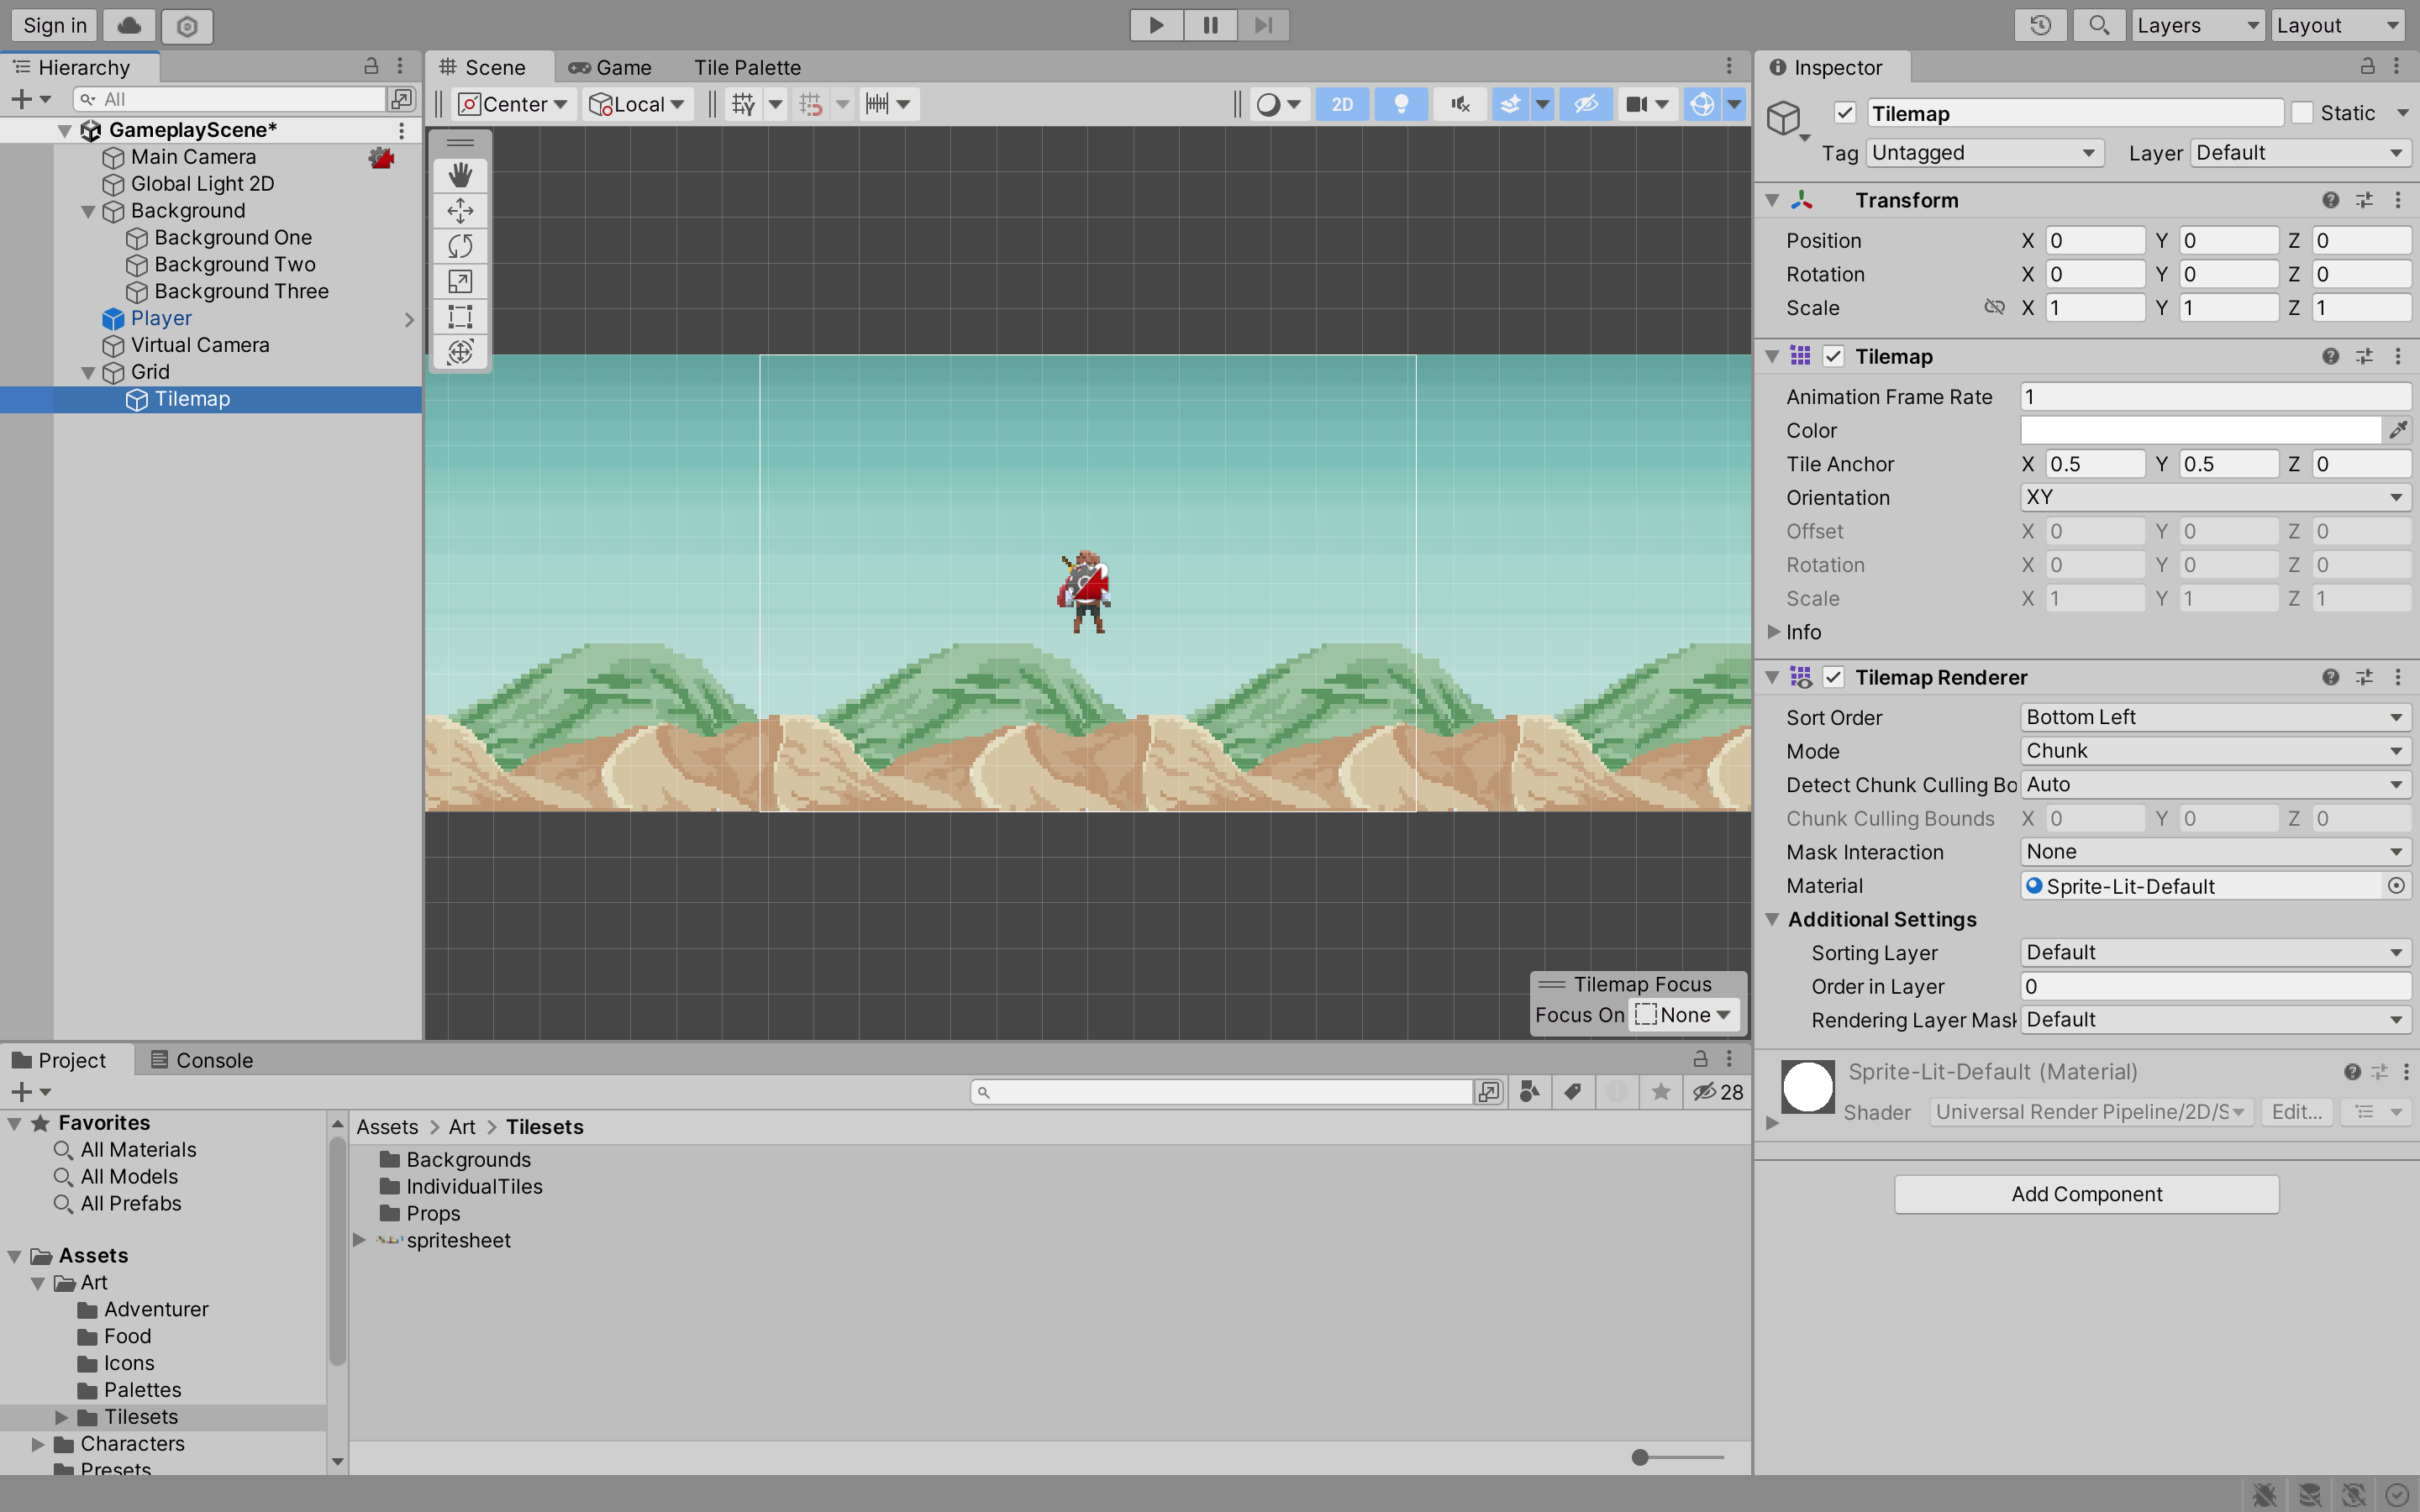 Sign in
Layers
Layout
Hierarchy
All
GameplayScene*
Main Camera
Global Light 2D
Background
Background One
Background Two
Background Three
Player
Virtual Camera
Grid
Tilemap
Scene
Game
Tile Palette
Center
Local
2D
Tilemap Focus
Focus On
None
Inspector
Tilemap
Static
Tag
Untagged
Layer
Default
Transform
Position X 0 Y 0 Z 0
Rotation X 0 Y 0 Z 0
Scale X 1 Y 1 Z 1
Tilemap
Animation Frame Rate 1
Color
Tile Anchor X 0.5 Y 0.5 Z 0
Orientation XY
Offset X 0 Y 0 Z 0
Rotation X 0 Y 0 Z 0
Scale X 1 Y 1 Z 1
Info
Tilemap Renderer
Sort Order Bottom Left
Mode Chunk
Detect Chunk Culling Bo Auto
Chunk Culling Bounds X 0 Y 0 Z 0
Mask Interaction None
Material Sprite-Lit-Default
Additional Settings
Sorting Layer Default
Order in Layer 0
Rendering Layer Mask Default
Sprite-Lit-Default (Material)
Shader Universal Render Pipeline/2D/S Edit...
Add Component
Project
Console
28
Favorites
All Materials
All Models
All Prefabs
Assets
Art
Adventurer
Food
Icons
Palettes
Tilesets
Characters
Presets
Assets > Art > Tilesets
Backgrounds
IndividualTiles
Props
spritesheet